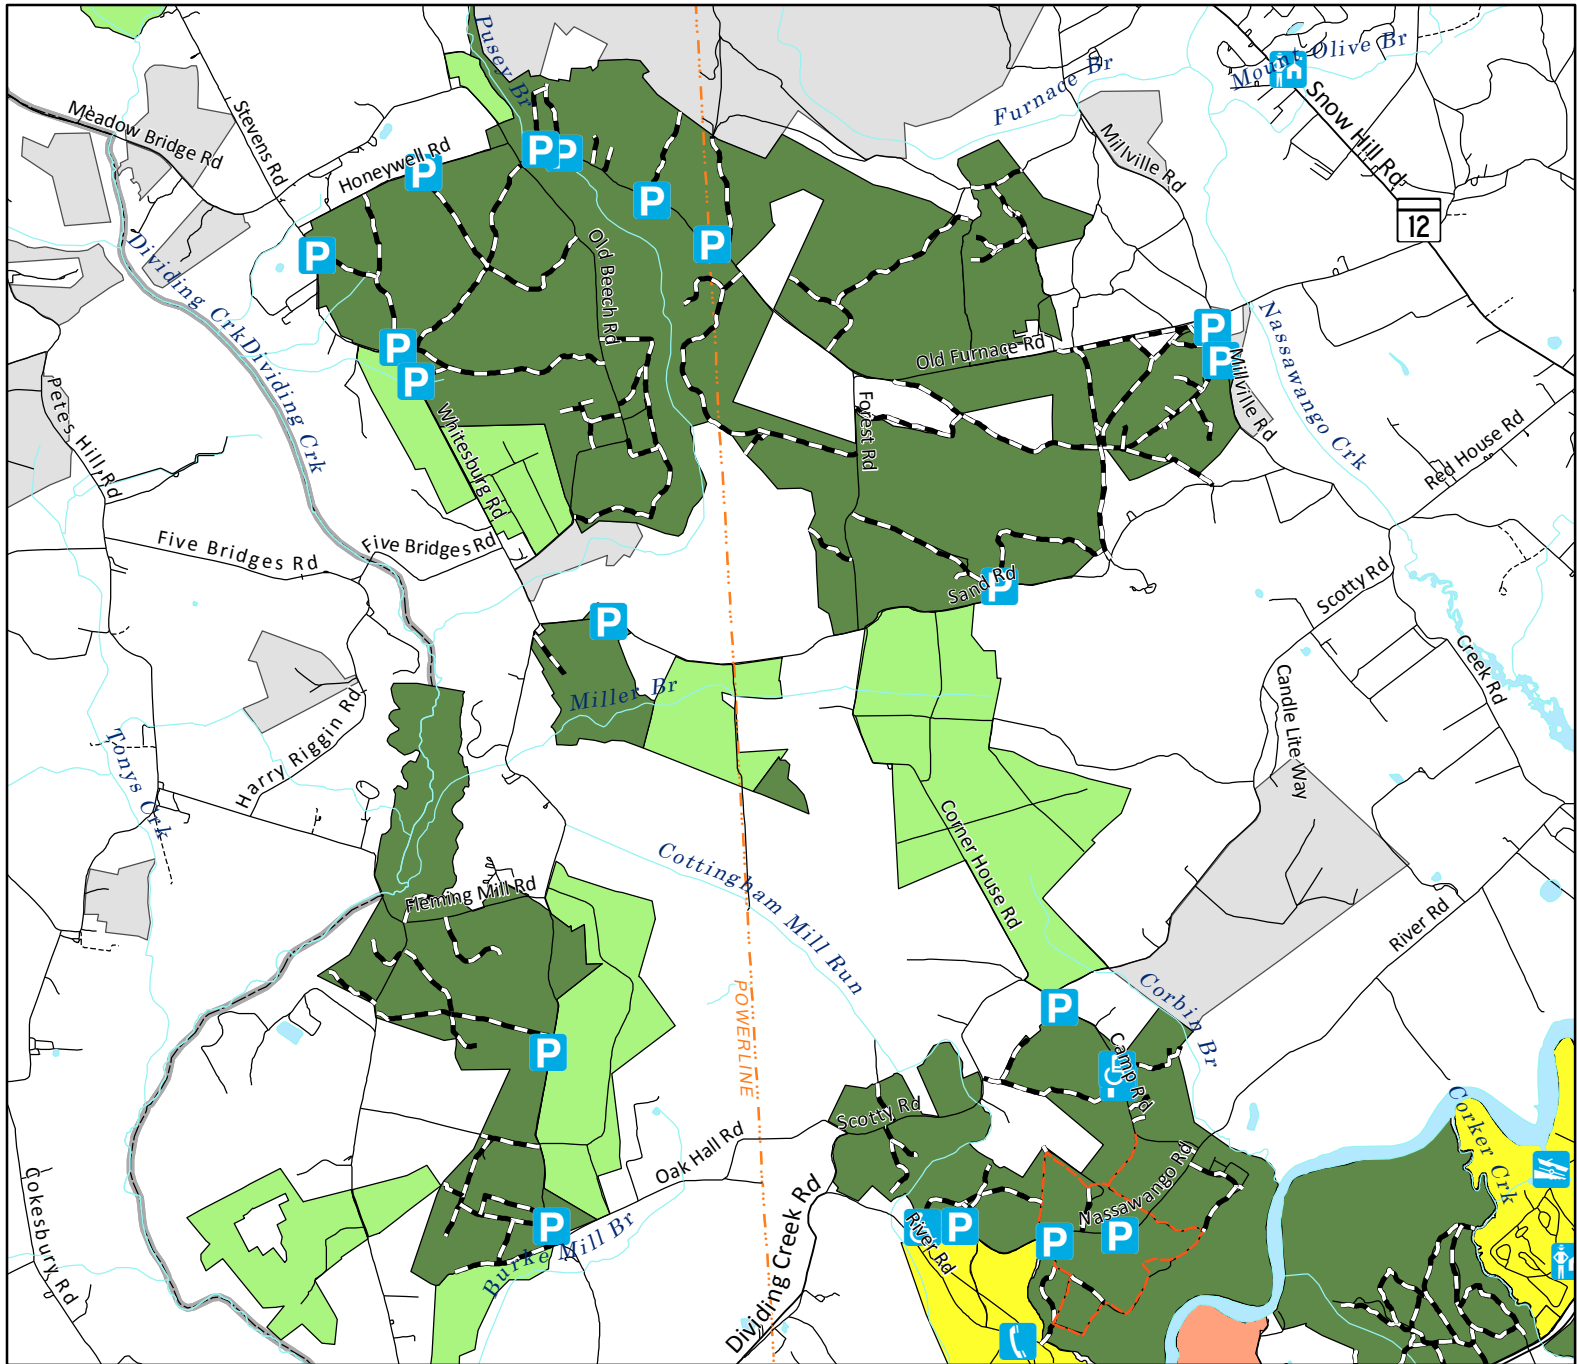 Pusey Br
Mount Olive Br
Furnace Br
Snow Hill Rd
Meadow Bridge Rd
Stevens Rd
Honeywell Rd
P
P
P
Millville Rd
P
12
P
P
Dividing Crk
Old Beech Rd
Dividing Crk
Nassawango Crk
P
P
P
P
Old Furnace Rd
Millville Rd
Petes Hill Rd
Whitesburg Rd
Forest Rd
Red House Rd
Five Bridges Rd
Five Bridges Rd
Sand Rd
P
Scotty Rd
P
Creek Rd
Miller Br
Candle Lite Way
Harry Riggin Rd
Tonys Crk
Corner House Rd
Cottingham Mill Run
Fleming Mill Rd
River Rd
POWERLINE
Corbin Br
P
P
Camp Rd
Scotty Rd
Corker Crk
Oak Hall Rd
Nassawango Rd
Cokesbury Rd
Burke Mill Br
P
Dividing Creek Rd
River Rd
P
P
P